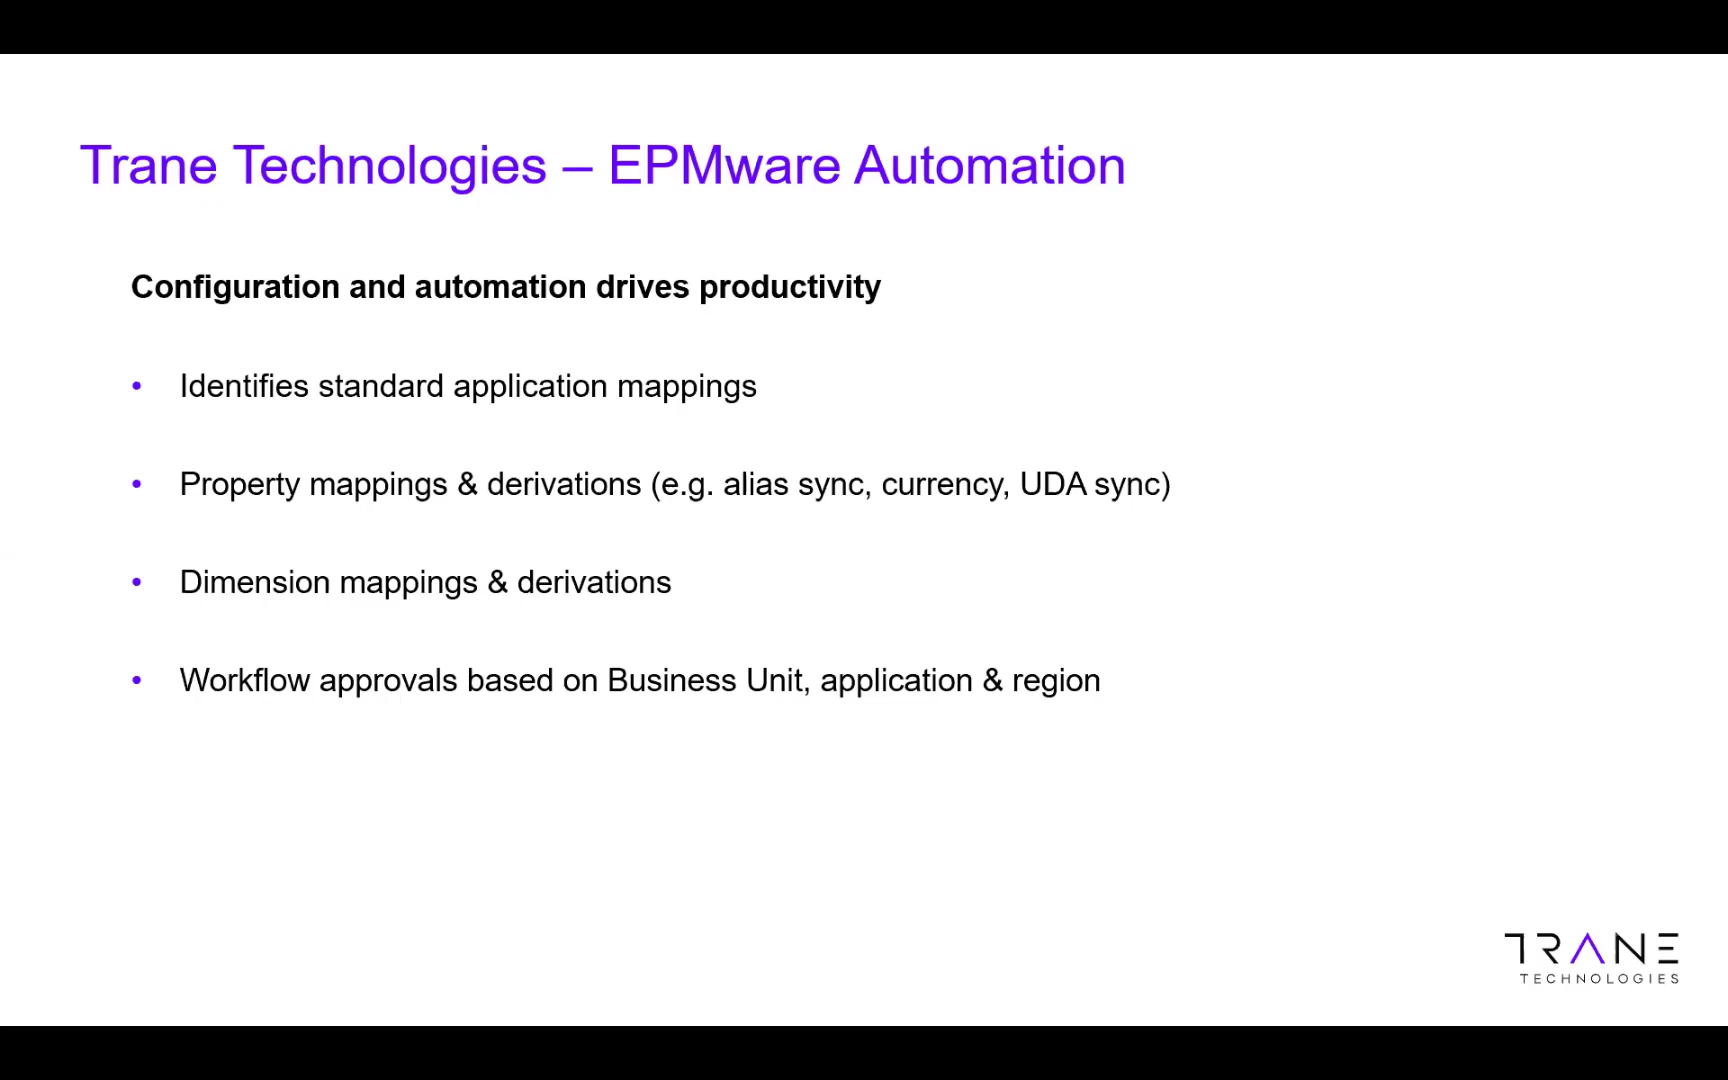 Trane Technologies – EPMware Automation
Configuration and automation drives productivity
• Identifies standard application mappings
• Property mappings & derivations (e.g. alias sync, currency, UDA sync)
• Dimension mappings & derivations
• Workflow approvals based on Business Unit, application & region
TRANE
TECHNOLOGIES